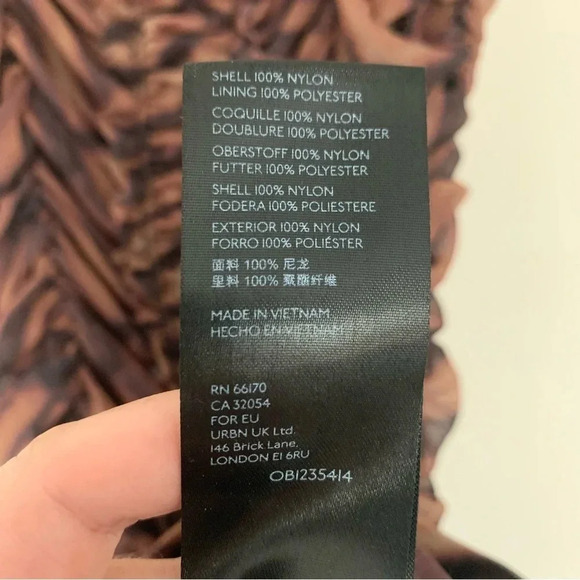 SHELL 100% NYLON
LINING 100% POLYESTER
COQUILLE 100% NYLON
DOUBLURE 100% POLYESTER
OBERSTOFF 100% NYLON
FUTTER 100% POLYESTER
SHELL 100% NYLON
FODERA 100% POLIESTERE
EXTERIOR 100% NYLON
FORRO 100% POLIÉSTER
面料 100% 尼龙
里料 100% 聚酯纤维
MADE IN VIETNAM
HECHO EN VIETNAM
RN 66170
CA 32054
FOR EU
URBN UK Ltd.
146 Brick Lane,
LONDON E1 6RU
OB1235414